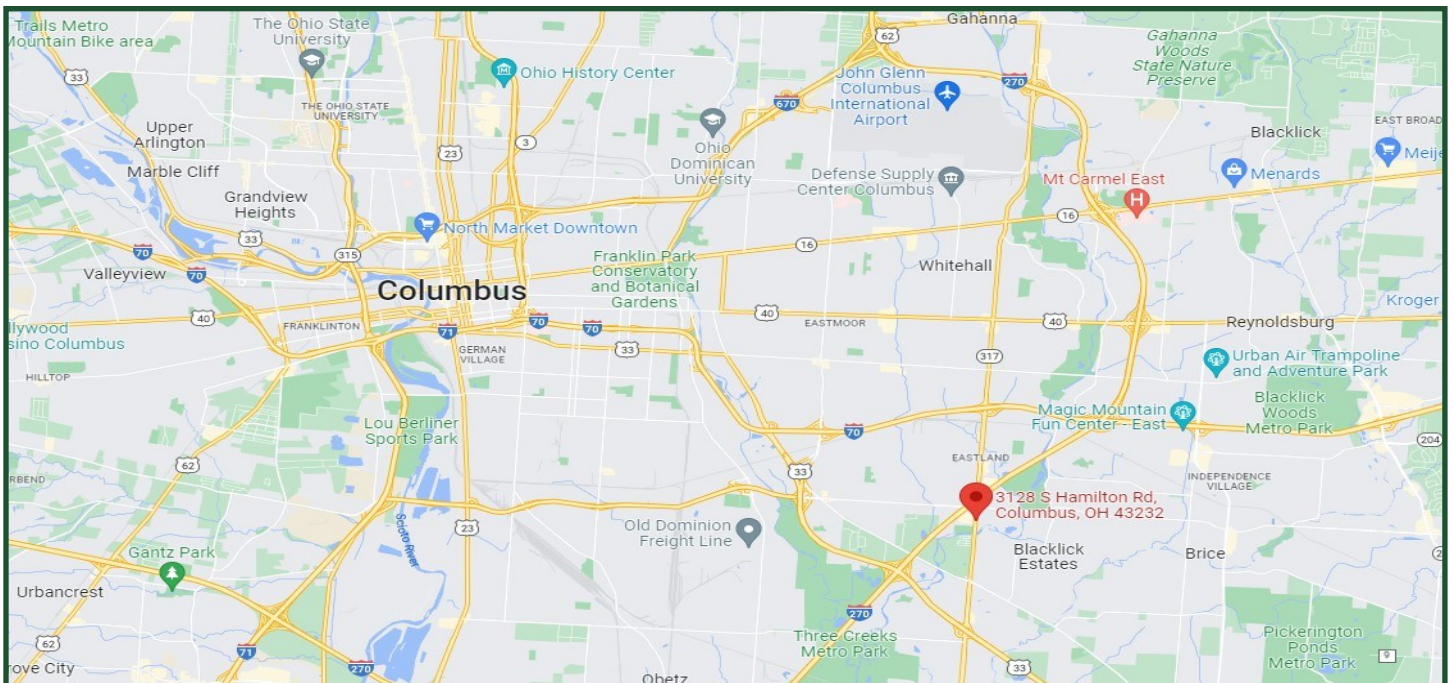 Trails Metro
Mountain Bike area
The Ohio State
University
Gahanna
62
Gahanna
Woods
State Nature
Preserve
33
Ohio History Center
John Glenn
Columbus
International
Airport
270
670
THE OHIO STATE
UNIVERSITY
Upper
Arlington
3
23
Ohio
Dominican
University
EAST BROAD
Blacklick
Meije
Marble Cliff
Defense Supply
Center Columbus
Mt Carmel East
H
Menards
Grandview
Heights
16
North Market Downtown
33
70
315
16
Franklin Park
Conservatory
and Botanical
Gardens
Valleyview
70
Whitehall
Columbus
Kroger
40
FRANKLINTON
71
70
70
40
EASTMOOR
40
Reynoldsburg
llywood
sino Columbus
GERMAN
VILLAGE
33
317
Urban Air Trampoline
and Adventure Park
HILLTOP
Lou Berliner
Sports Park
70
Magic Mountain
Fun Center - East
Blacklick
Woods
Metro Park
204
62
33
EASTLAND
RBEND
INDEPENDENCE
VILLAGE
3128 S Hamilton Rd,
Columbus, OH 43232
Scioto River
23
Old Dominion
Freight Line
Gantz Park
Blacklick
Estates
Brice
2
Urbancrest
270
62
71
Three Creeks
Metro Park
Pickerington
Ponds
Metro Park
9
rove City
270
33
Obetz